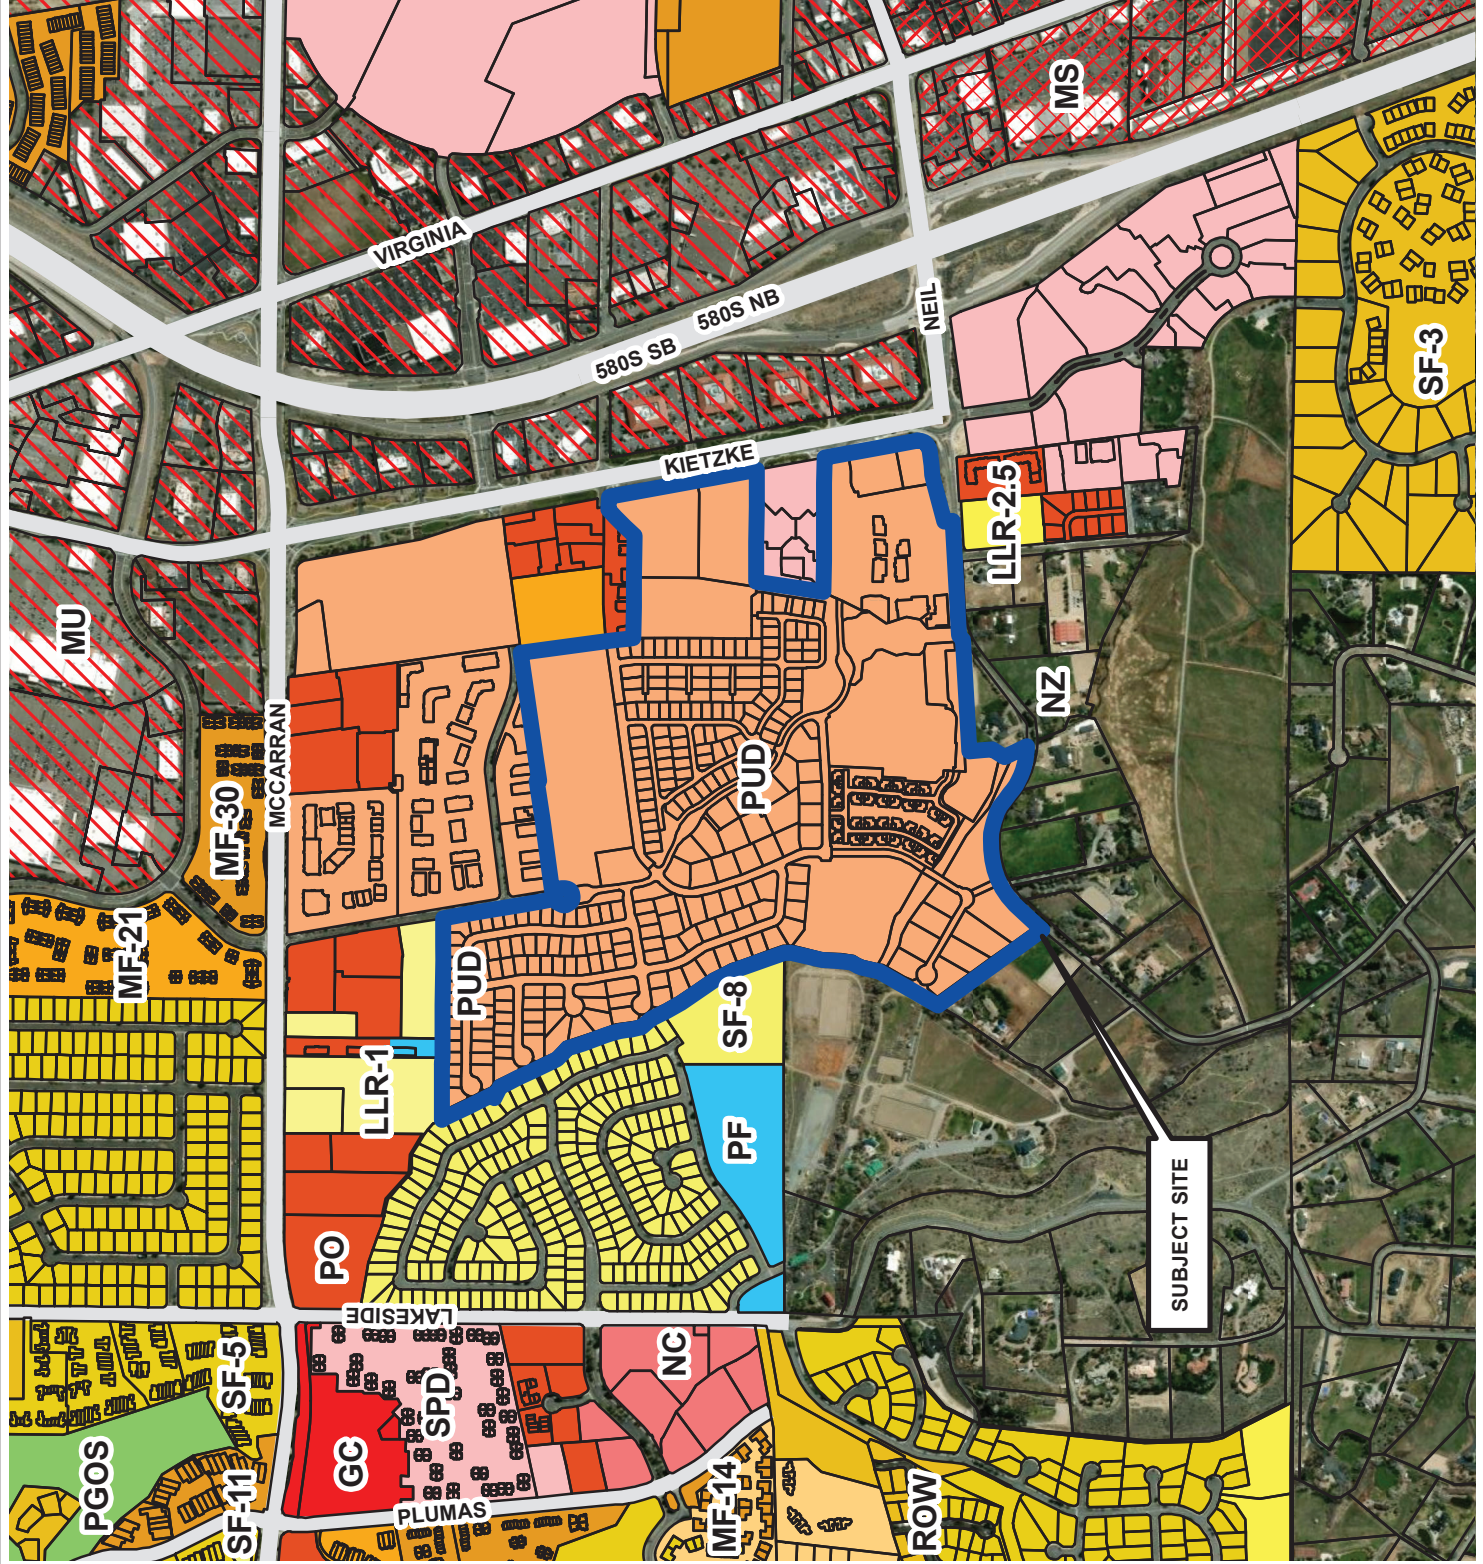 MS
VIRGINIA
580S NB
NEIL
580S SB
SF-3
KIETZKE
LLR-2.5
MU
NZ
MCCARRAN
PUD
MF-30
MF-21
PUD
SF-8
LLR-1
PF
SUBJECT SITE
PO
LAKESIDE
NC
SF-5
SPD
GC
PGOS
SF-11
PLUMAS
MF-14
ROW